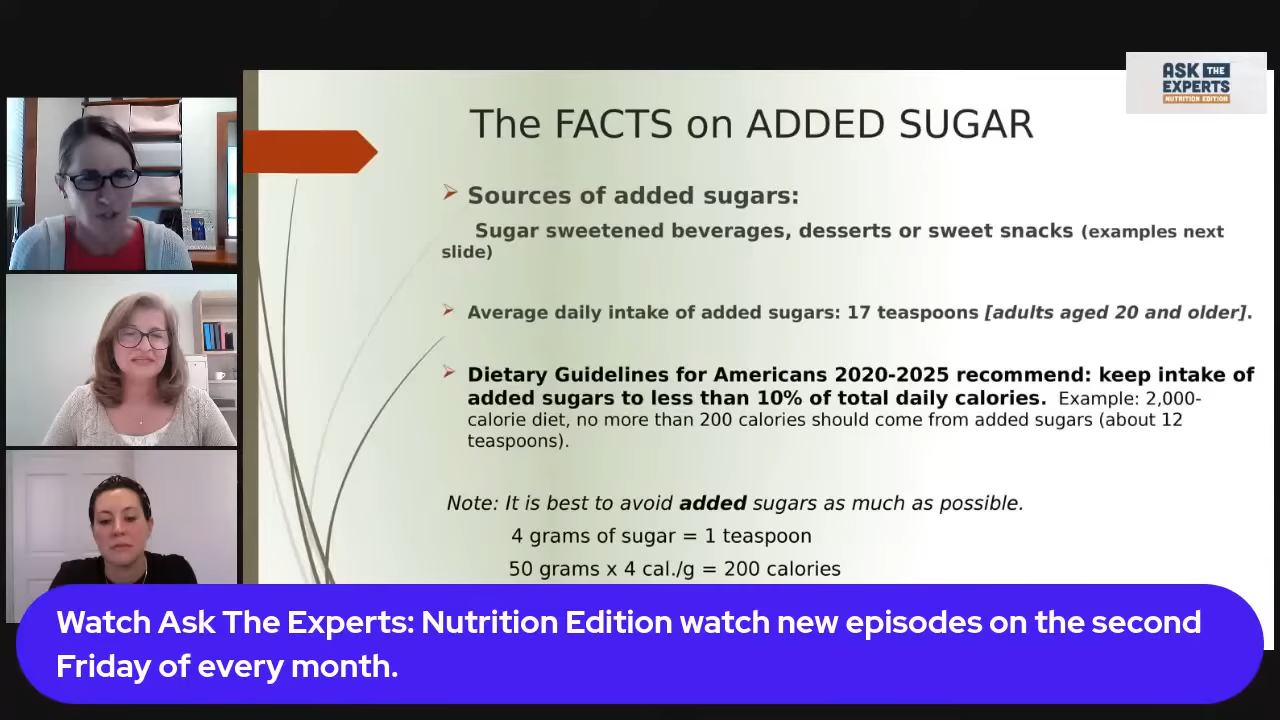 ASK THE
EXPERTS
NUTRITION EDITION
The FACTS on ADDED SUGAR
Sources of added sugars:
Sugar sweetened beverages, desserts or sweet snacks (examples next
slide)
Average daily intake of added sugars: 17 teaspoons [adults aged 20 and older].
Dietary Guidelines for Americans 2020-2025 recommend: keep intake of
added sugars to less than 10% of total daily calories. Example: 2,000-
calorie diet, no more than 200 calories should come from added sugars (about 12
teaspoons).
Note: It is best to avoid added sugars as much as possible.
4 grams of sugar = 1 teaspoon
50 grams x 4 cal./g = 200 calories
Watch Ask The Experts: Nutrition Edition watch new episodes on the second
Friday of every month.